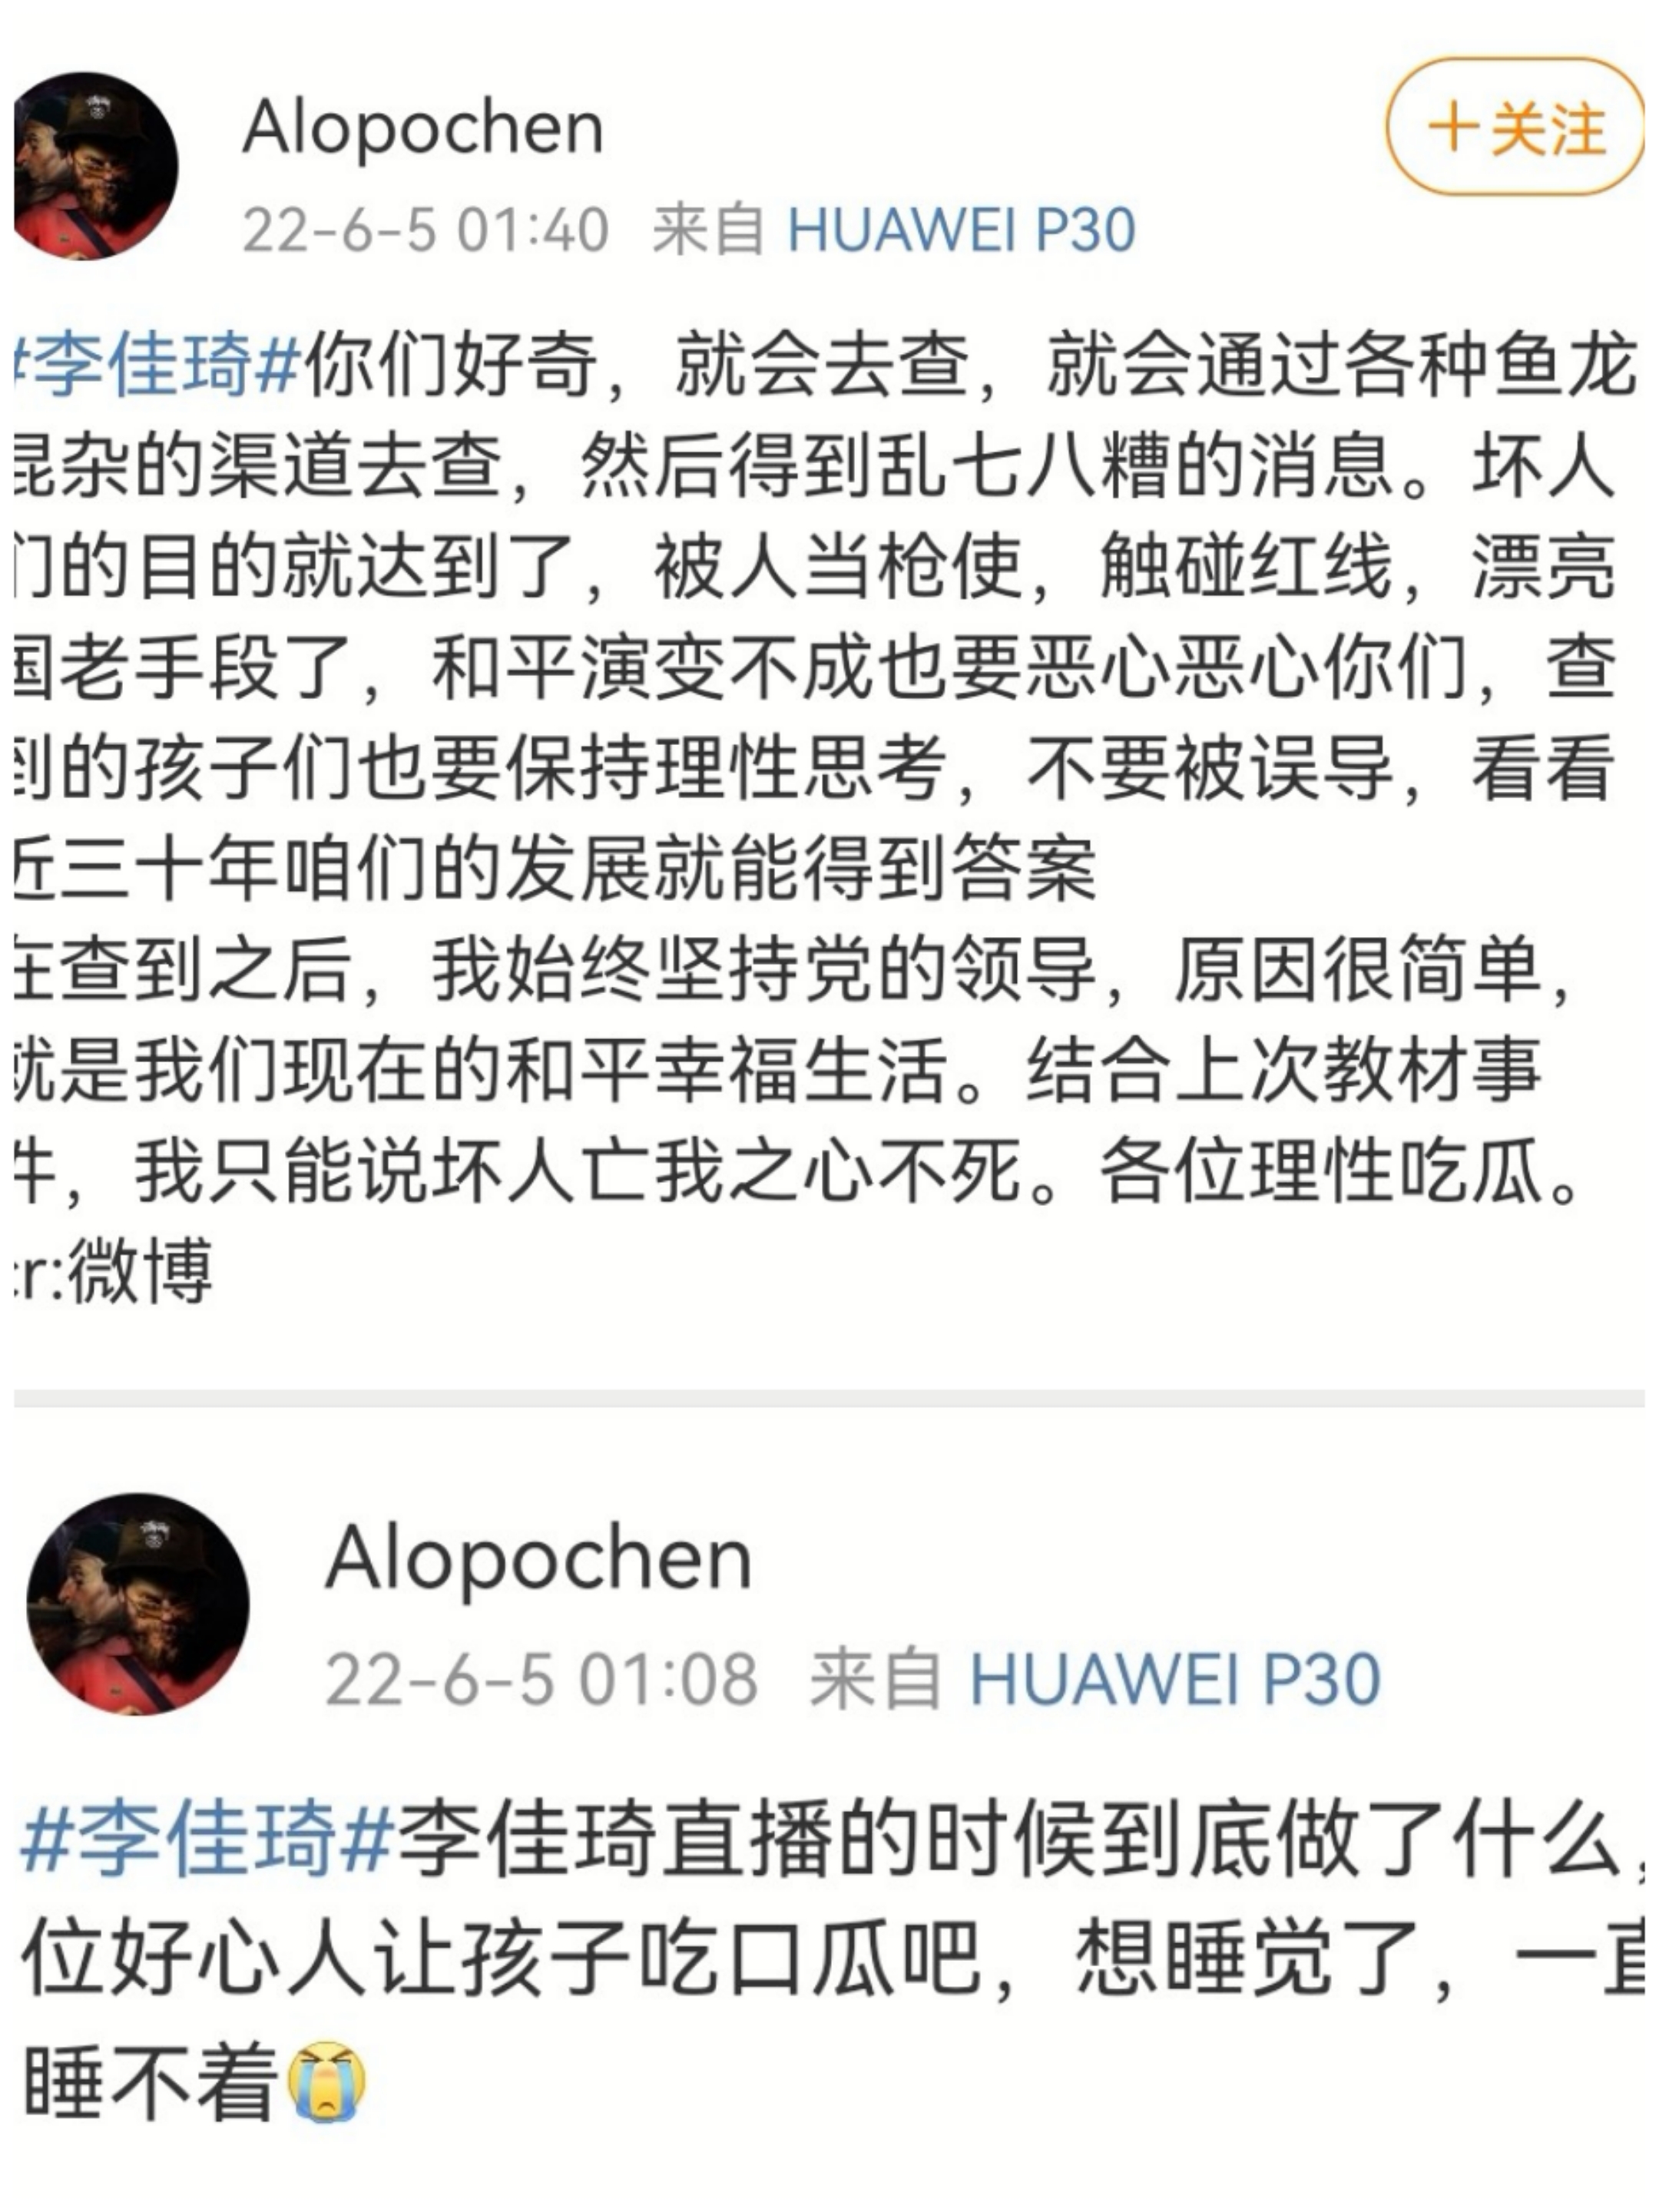 Alopochen
+关注
22-6-5 01:40 来自 HUAWEI P30
#李佳琦#你们好奇，就会去查，就会通过各种鱼龙
混杂的渠道去查，然后得到乱七八糟的消息。坏人
们的目的就达到了，被人当枪使，触碰红线，漂亮
国老手段了，和平演变不成也要恶心恶心你们，查
到的孩子们也要保持理性思考，不要被误导，看看
近三十年咱们的发展就能得到答案
在查到之后，我始终坚持党的领导，原因很简单，
就是我们现在的和平幸福生活。结合上次教材事
件，我只能说坏人亡我之心不死。各位理性吃瓜。
cr:微博
Alopochen
22-6-5 01:08 来自 HUAWEI P30
#李佳琦#李佳琦直播的时候到底做了什么，
位好心人让孩子吃口瓜吧，想睡觉了，一直
睡不着